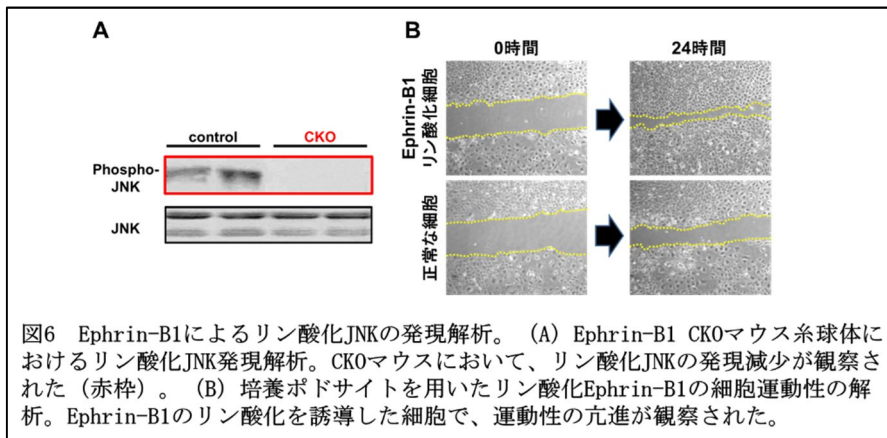 A
B
0時間
24時間
control
CKO
Phospho-
JNK
JNK
Ephrin-B1
リン酸化細胞
正常な細胞
図6 Ephrin-B1によるリン酸化JNKの発現解析。 (A) Ephrin-B1 CKOマウス糸球体に
おけるリン酸化JNK発現解析。CKOマウスにおいて、リン酸化JNKの発現減少が観察さ
れた(赤枠)。 (B) 培養ポドサイトを用いたリン酸化Ephrin-B1の細胞運動性の解
析。Ephrin-B1のリン酸化を誘導した細胞で、運動性の亢進が観察された。